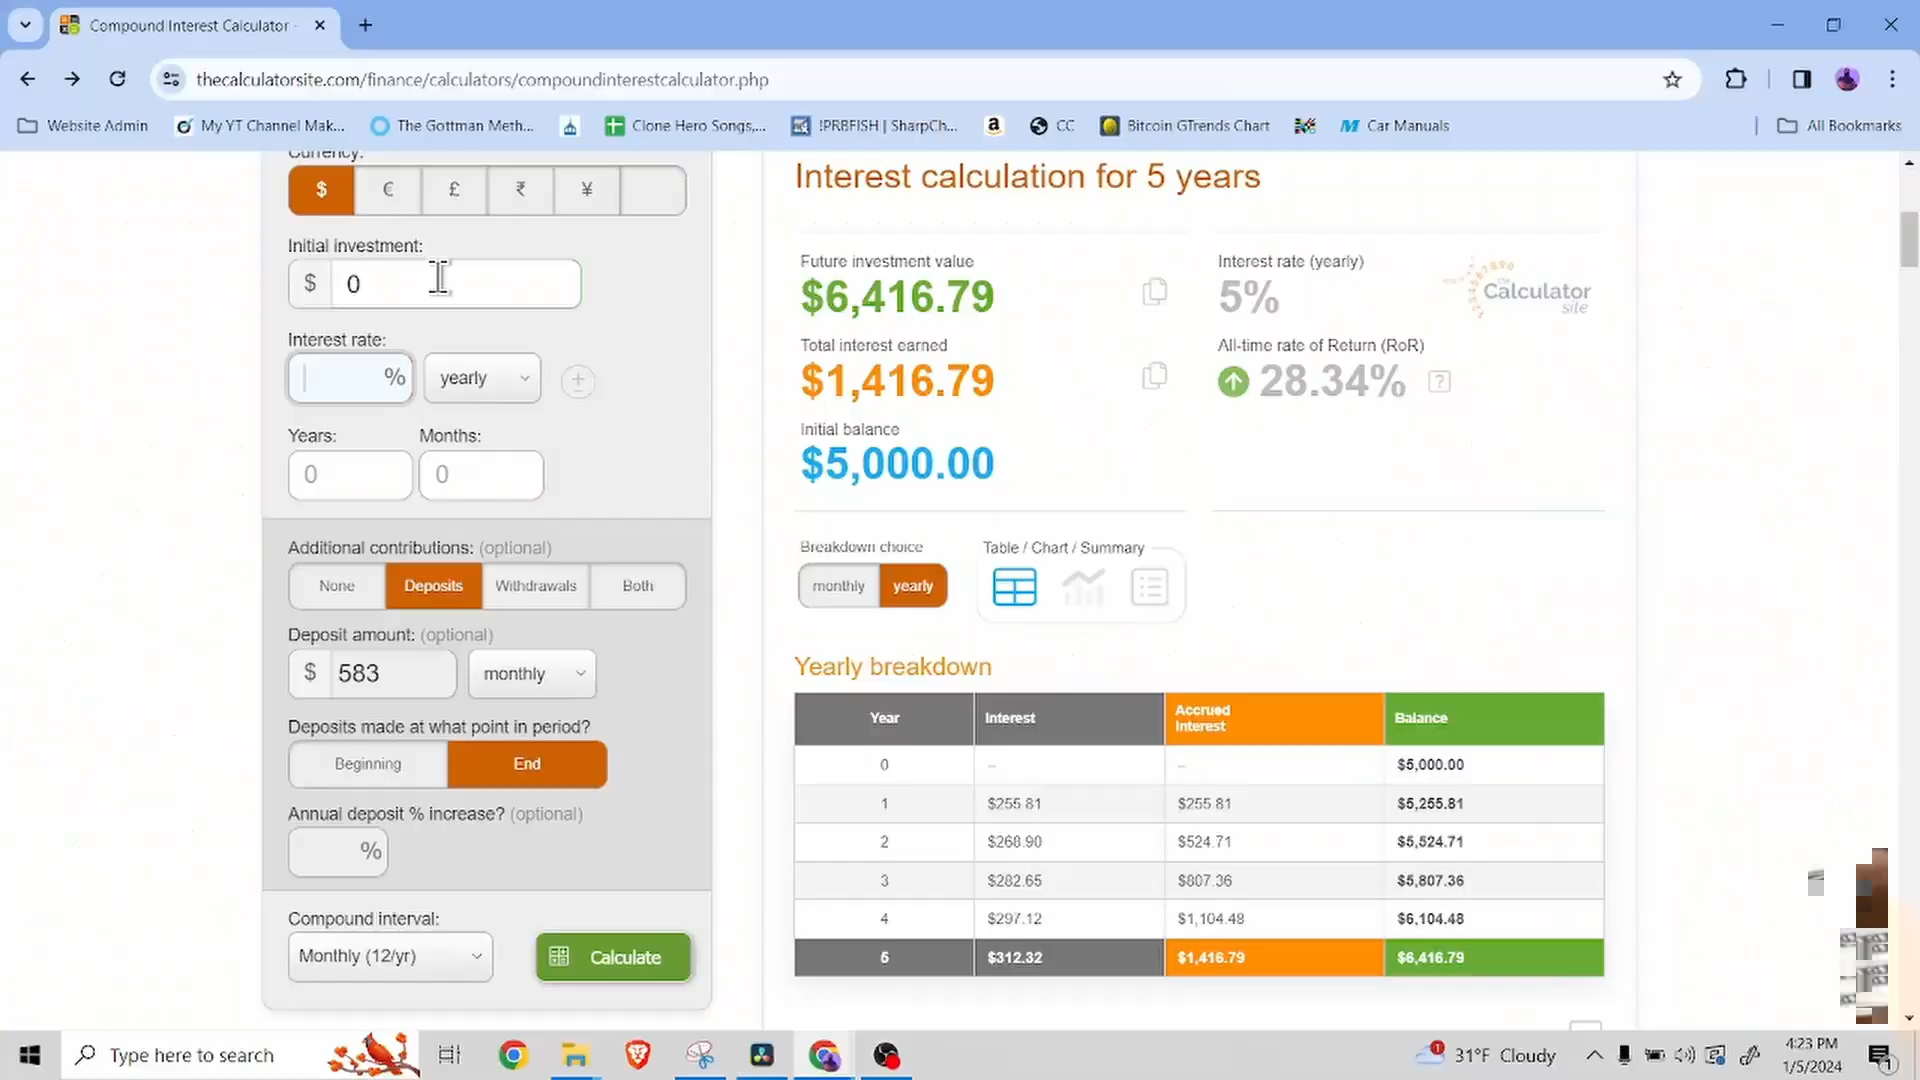 Compound Interest Calculator -
thecalculatorsite.com/finance/calculators/compoundinterestcalculator.php
Website Admin
My YT Channel Mak...
The Gottman Meth...
Clone Hero Songs,...
!PRBFISH | SharpCh...
a
CC
Bitcoin GTrends Chart
Car Manuals
All Bookmarks
Currency:
$ € £ ₹ ¥
Initial investment:
$ 0
Interest rate:
% yearly
Years: Months:
0 0
Additional contributions: (optional)
None Deposits Withdrawals Both
Deposit amount: (optional)
$ 583 monthly
Deposits made at what point in period?
Beginning End
Annual deposit % increase? (optional)
%
Compound interval:
Monthly (12/yr) Calculate
Interest calculation for 5 years
Future investment value
$6,416.79
Total interest earned
$1,416.79
Initial balance
$5,000.00
Interest rate (yearly)
5%
All-time rate of Return (RoR)
28.34% ?
the
Calculator
site
Breakdown choice
monthly yearly
Table / Chart / Summary
Yearly breakdown
Year Interest Accrued Interest Balance
0 – – $5,000.00
1 $255.81 $255.81 $5,255.81
2 $268.90 $524.71 $5,524.71
3 $282.65 $807.36 $5,807.36
4 $297.12 $1,104.48 $6,104.48
5 $312.32 $1,416.79 $6,416.79
Type here to search
1
31°F Cloudy
4:23 PM
1/5/2024
1